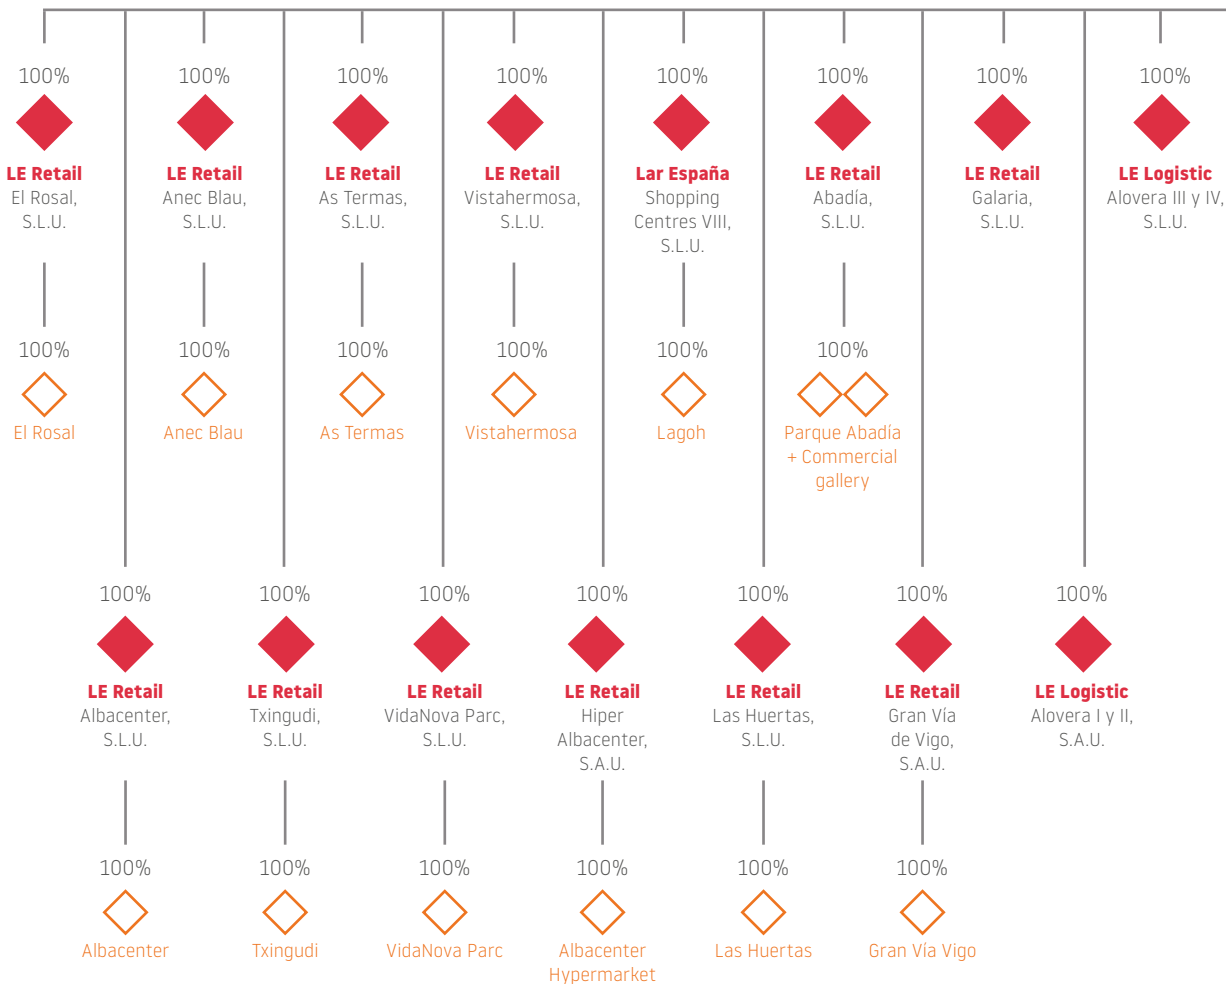 100%
100%
100%
100%
100%
100%
100%
100%
LE Retail
El Rosal,
S.L.U.
LE Retail
Anec Blau,
S.L.U.
LE Retail
As Termas,
S.L.U.
LE Retail
Vistahermosa,
S.L.U.
Lar España
Shopping
Centres VIII,
S.L.U.
LE Retail
Abadía,
S.L.U.
LE Retail
Galaria,
S.L.U.
LE Logistic
Alovera III y IV,
S.L.U.
100%
100%
100%
100%
100%
100%
El Rosal
Anec Blau
As Termas
Vistahermosa
Lagoh
Parque Abadía
+ Commercial
gallery
100%
100%
100%
100%
100%
100%
100%
LE Retail
Albacenter,
S.L.U.
LE Retail
Txingudi,
S.L.U.
LE Retail
VidaNova Parc,
S.L.U.
LE Retail
Hiper
Albacenter,
S.A.U.
LE Retail
Las Huertas,
S.L.U.
LE Retail
Gran Vía
de Vigo,
S.A.U.
LE Logistic
Alovera I y II,
S.A.U.
100%
100%
100%
100%
100%
100%
Albacenter
Txingudi
VidaNova Parc
Albacenter
Hypermarket
Las Huertas
Gran Vía Vigo